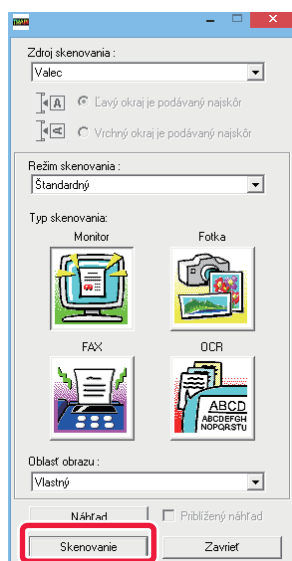 TWAIN
Zdroj skenovania :
Valec
A
Ľavý okraj je podávaný najskôr
A
Vrchný okraj je podávaný najskôr
Režim skenovania :
Štandardný
Typ skenovania:
Monitor
Fotka
FAX
OCR
ABCD
ABCDEFGH
NOPQRSTU
Oblasť obrazu :
Vlastný
Náhľad
Priblížený náhľad
Skenovanie
Zavrieť